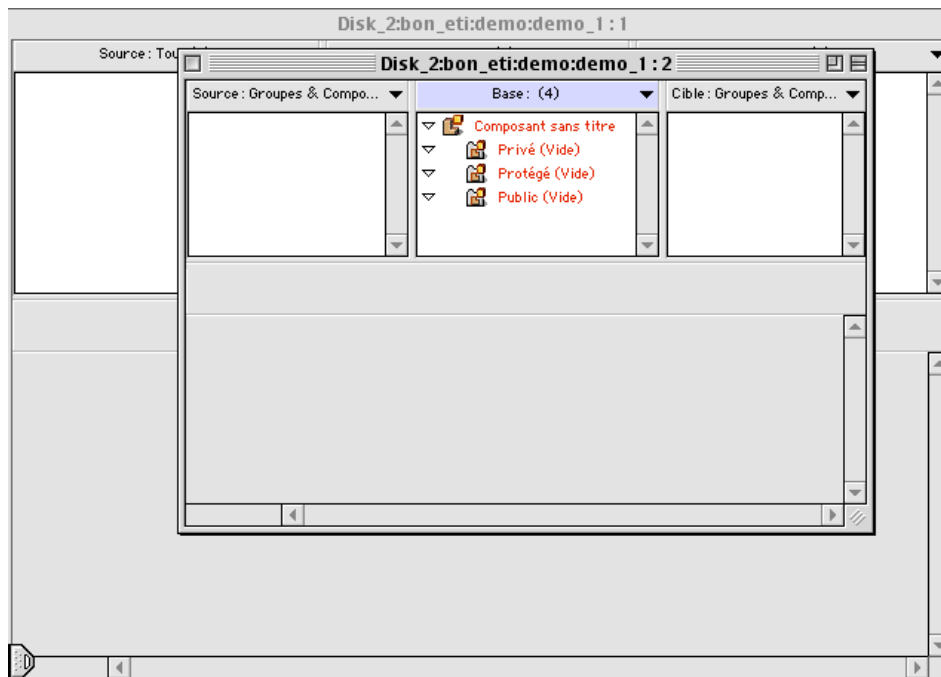 Disk_2:bon_eti:demo:demo_1 : 1
Source : Tou
Disk_2:bon_eti:demo:demo_1 : 2
Source : Groupes & Compo... Base : (4) Cible : Groupes & Comp...
Composant sans titre
Privé (Vide)
Protégé (Vide)
Public (Vide)